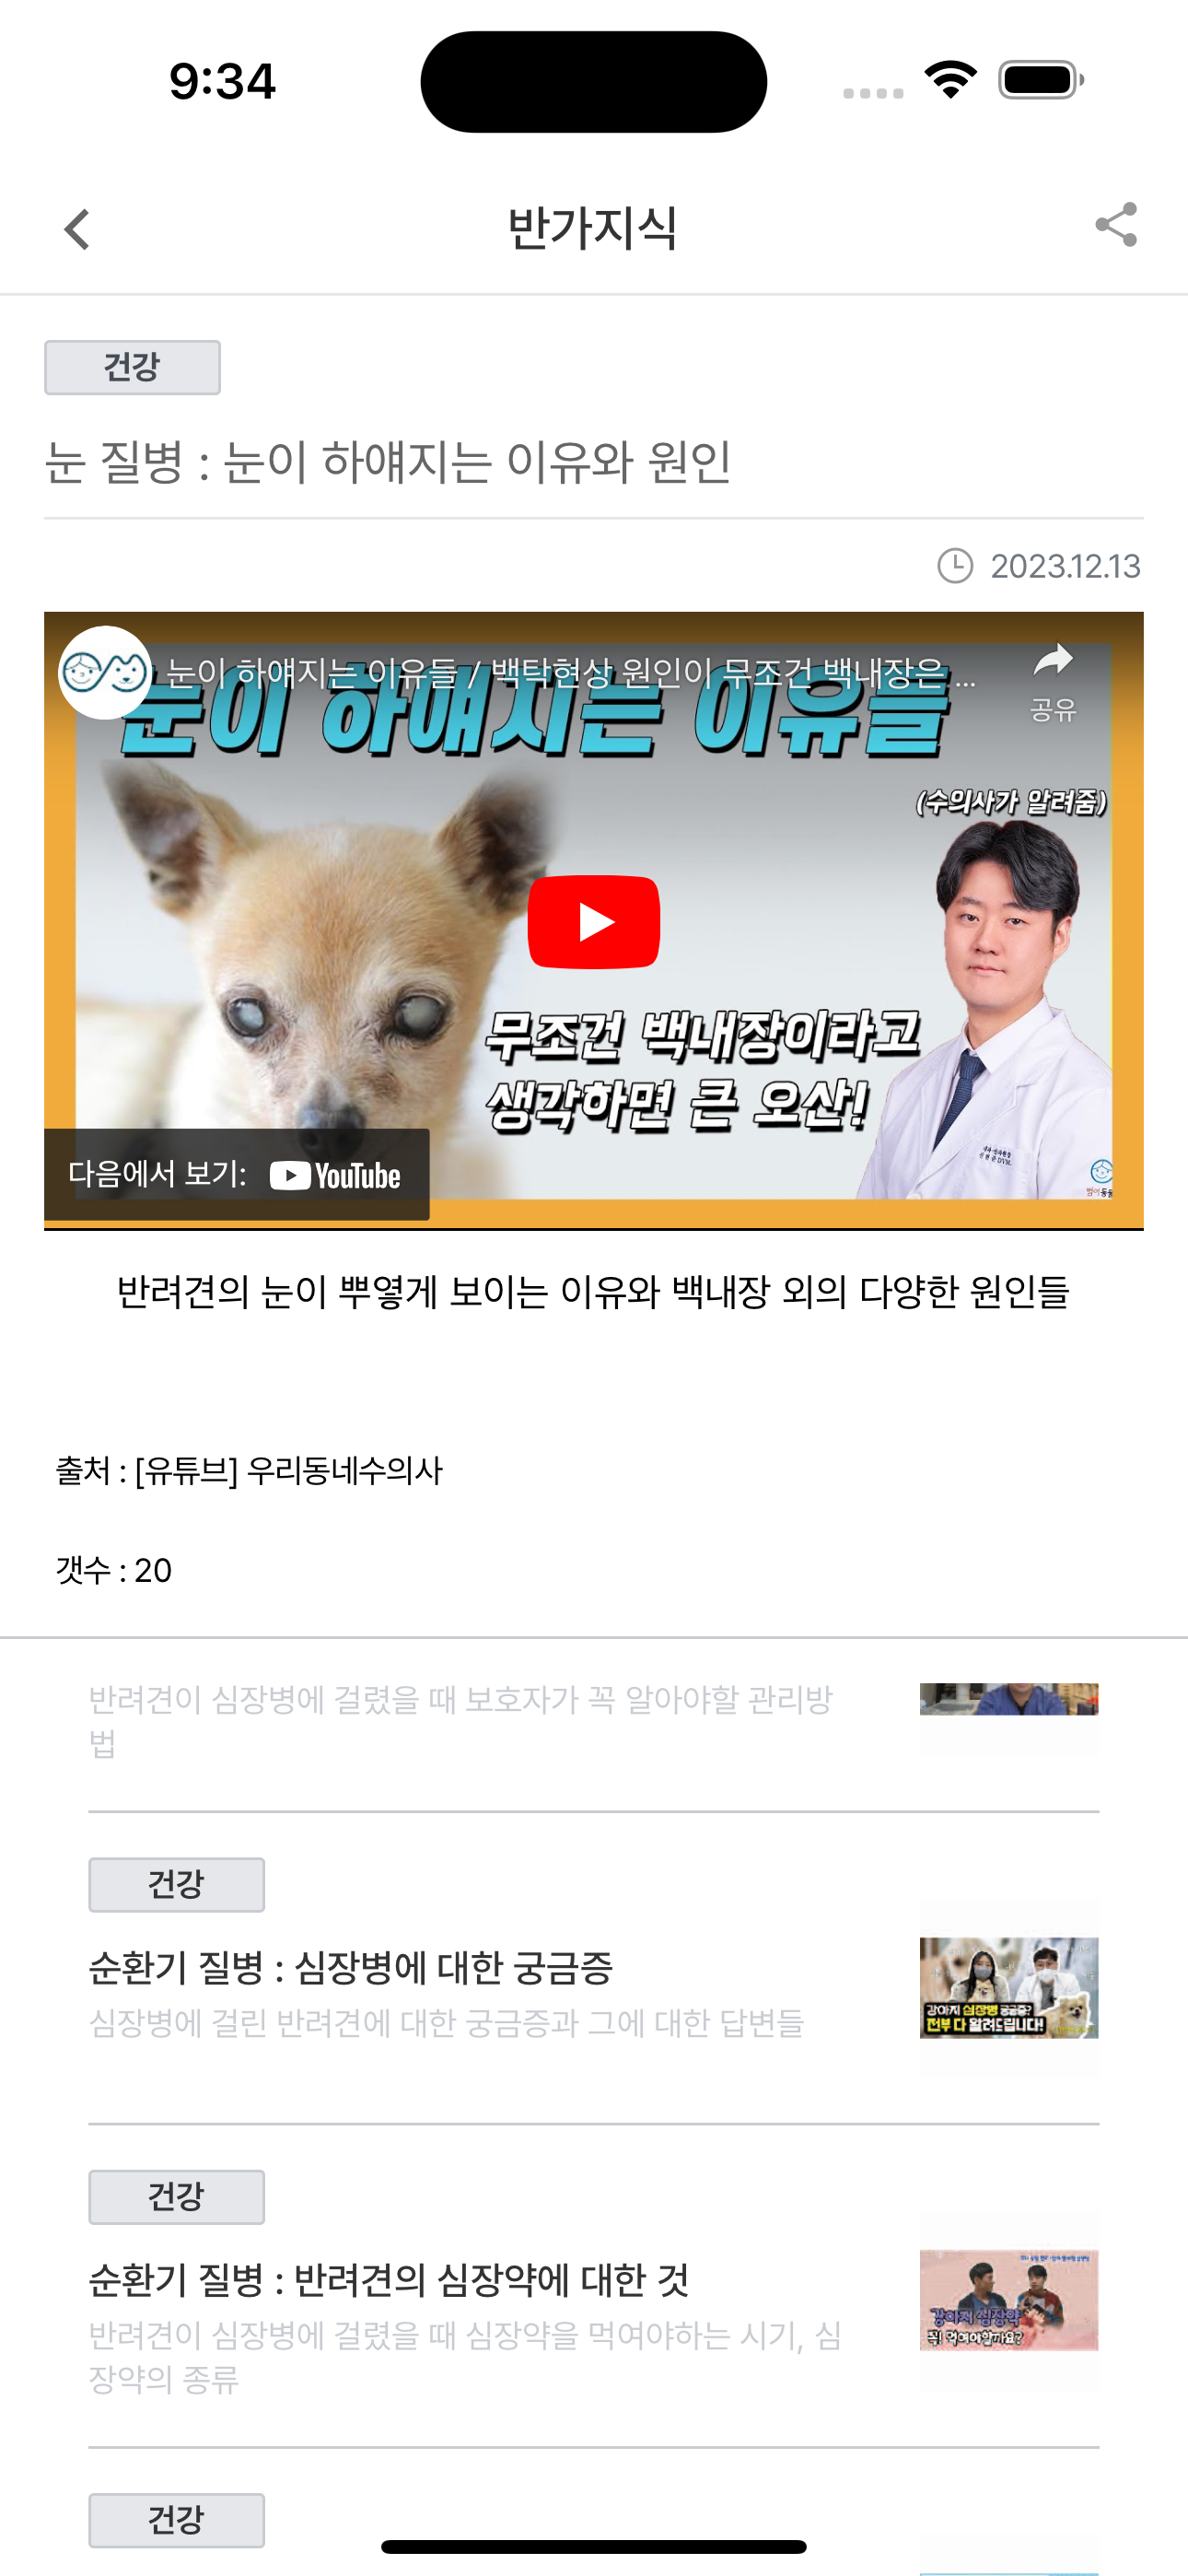 9:34
반가지식
건강
눈 질병 : 눈이 하얘지는 이유와 원인
2023.12.13
눈이 하얘지는 이유들 / 백탁현상 원인이 무조건 백내장은 ...
공유
눈이 하얘지는 이유들
(수의사가 알려줌)
무조건 백내장이라고
생각하면 큰 오산!
다음에서 보기: YouTube
반려견의 눈이 뿌옇게 보이는 이유와 백내장 외의 다양한 원인들
출처 : [유튜브] 우리동네수의사
갯수 : 20
반려견이 심장병에 걸렸을 때 보호자가 꼭 알아야할 관리방
법
건강
순환기 질병 : 심장병에 대한 궁금증
심장병에 걸린 반려견에 대한 궁금증과 그에 대한 답변들
강아지 심장병 궁금증?
전부 다 알려드립니다!
건강
순환기 질병 : 반려견의 심장약에 대한 것
반려견이 심장병에 걸렸을 때 심장약을 먹여야하는 시기, 심
장약의 종류
강아지 심장약
꼭! 먹여야할까요?
건강